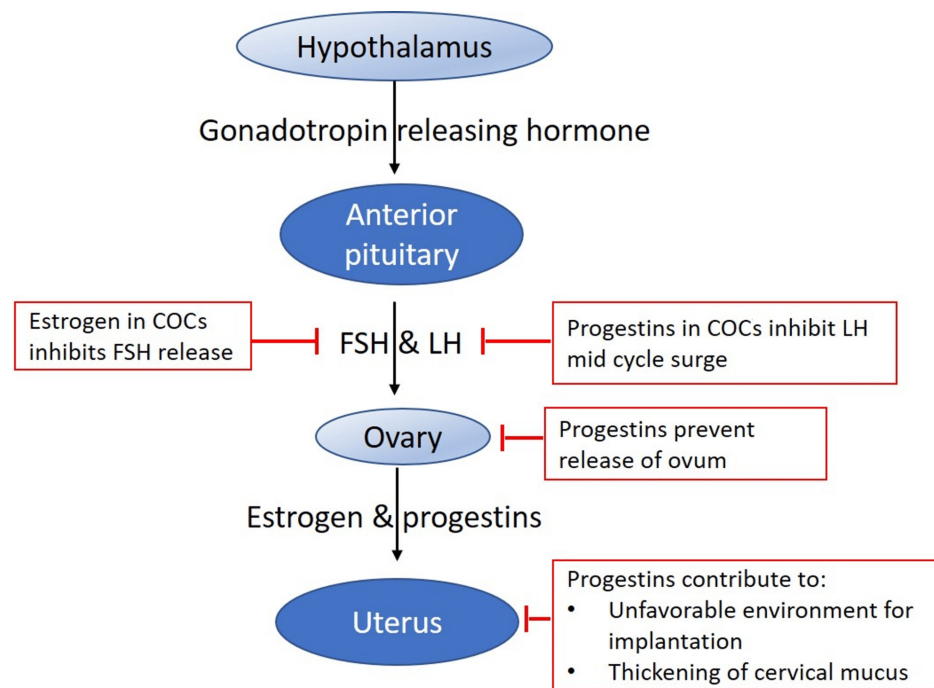 Hypothalamus
Gonadotropin releasing hormone
Anterior
pituitary
Estrogen in COCs
inhibits FSH release
FSH & LH
Progestins in COCs inhibit LH
mid cycle surge
Ovary
Progestins prevent
release of ovum
Estrogen & progestins
Uterus
Progestins contribute to:
• Unfavorable environment for
implantation
• Thickening of cervical mucus